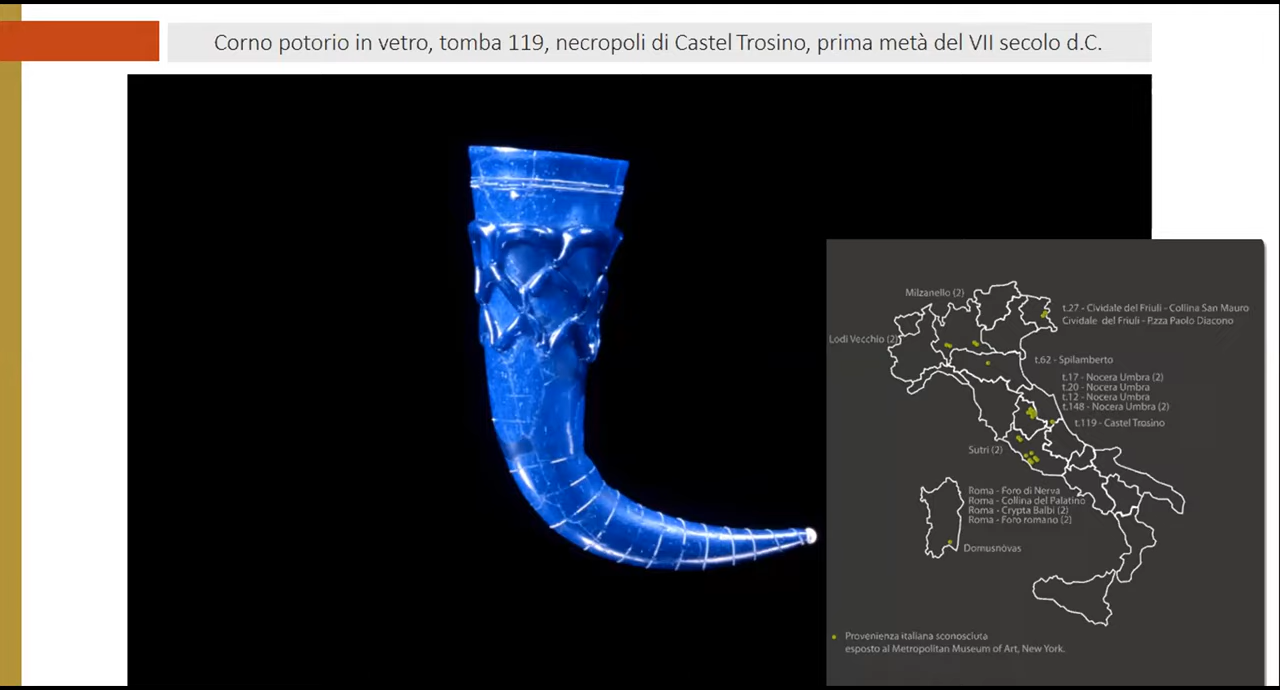 Corno potorio in vetro, tomba 119, necropoli di Castel Trosino, prima metà del VII secolo d.C.
Milzanello (2)
t.27 - Cividale del Friuli - Collina San Mauro
Cividale del Friuli - P.zza Paolo Diacono
Lodi Vecchio (2)
t.62 - Spilamberto
t.17 - Nocera Umbra (2)
t.20 - Nocera Umbra
t.12 - Nocera Umbra
t.148 - Nocera Umbra (2)
t.119 - Castel Trosino
Sutri (2)
Roma - Foro di Nerva
Roma - Collina del Palatino
Roma - Crypta Balbi (2)
Roma - Foro romano (2)
Domusnovas
Provenienza italiana sconosciuta
esposto al Metropolitan Museum of Art, New York.